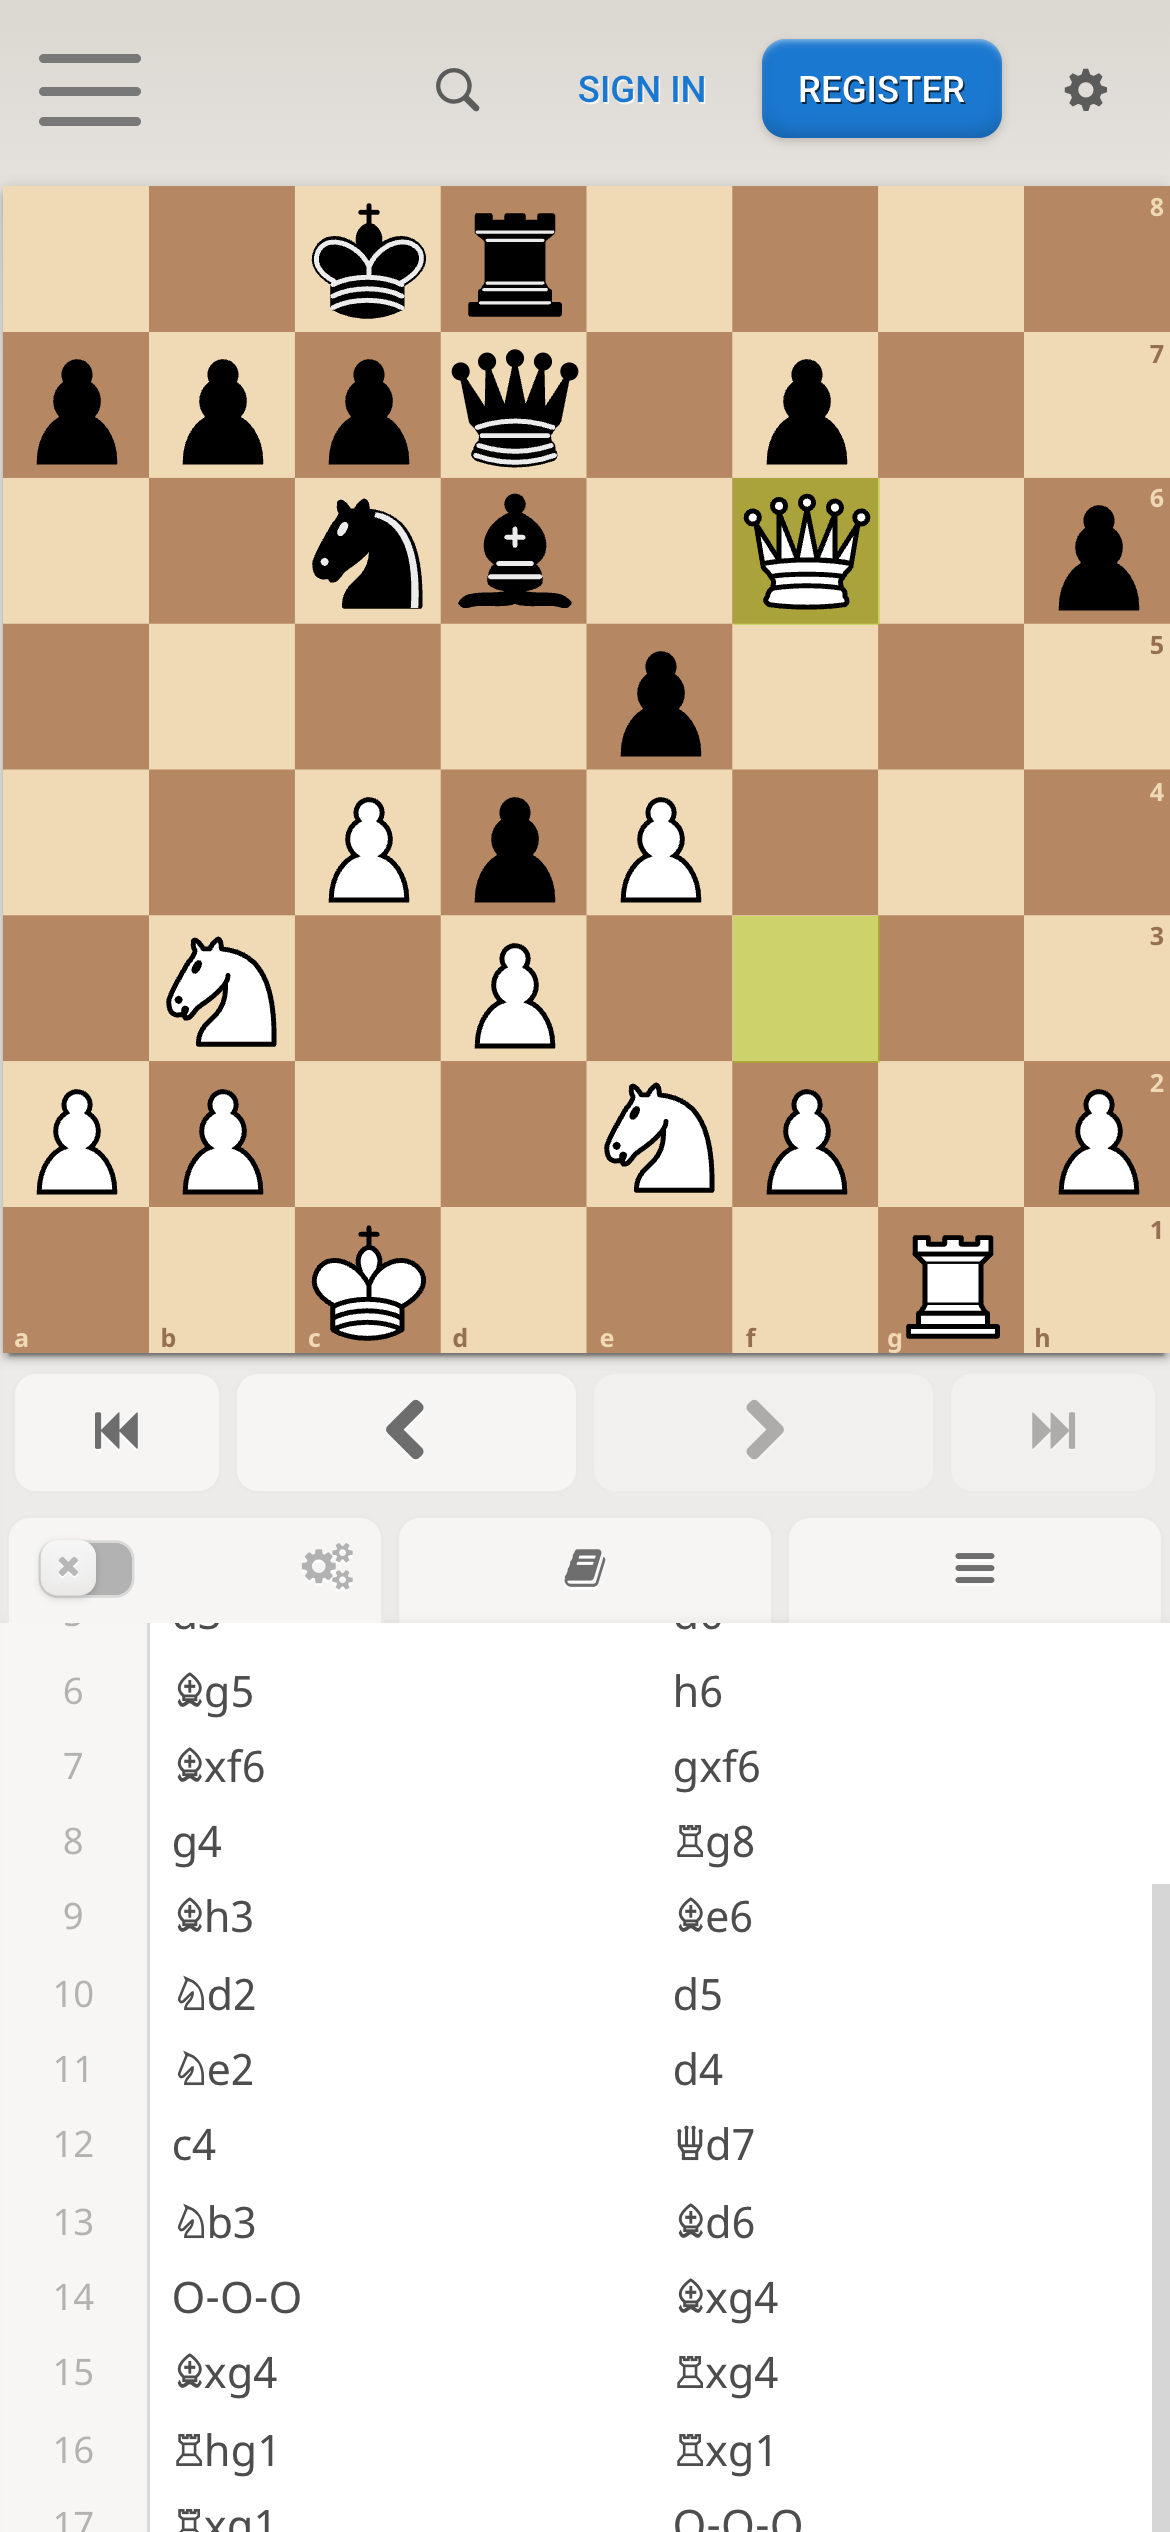 SIGN IN REGISTER
8
7
6
5
4
3
2
1
a b c d e f g h
6 ♗g5 h6
7 ♗xf6 gxf6
8 g4 ♖g8
9 ♗h3 ♗e6
10 ♘d2 d5
11 ♘e2 d4
12 c4 ♕d7
13 ♘b3 ♗d6
14 O-O-O ♗xg4
15 ♗xg4 ♖xg4
16 ♖hg1 ♖xg1
17 ♖xg1 O-O-O